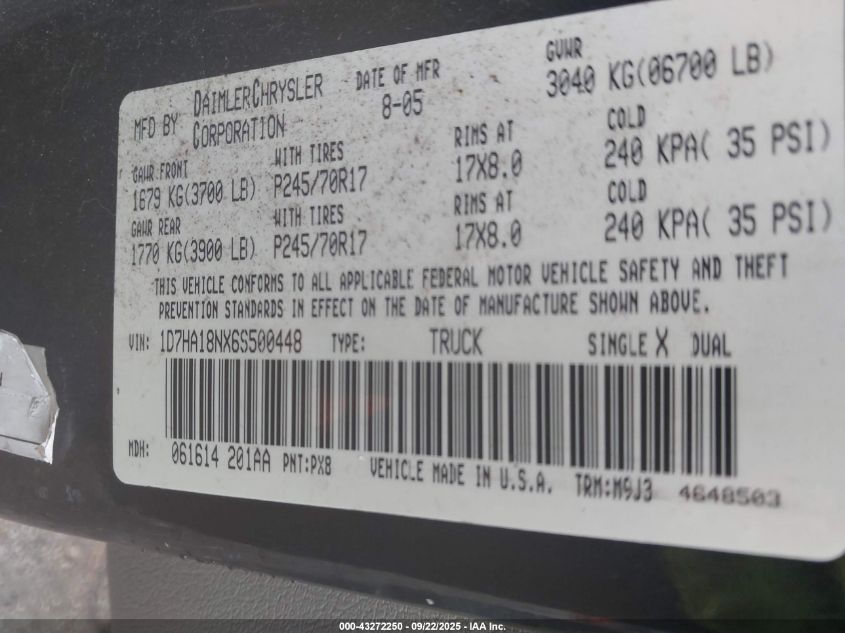 MFD BY DAIMLERCHRYSLER CORPORATION DATE OF MFR 8-05 GVWR 3040 KG(06700 LB)
GAWR FRONT WITH TIRES RIMS AT COLD
1679 KG(3700 LB) P245/70R17 17X8.0 240 KPA( 35 PSI)
GAWR REAR WITH TIRES RIMS AT COLD
1770 KG(3900 LB) P245/70R17 17X8.0 240 KPA( 35 PSI)
THIS VEHICLE CONFORMS TO ALL APPLICABLE FEDERAL MOTOR VEHICLE SAFETY AND THEFT
PREVENTION STANDARDS IN EFFECT ON THE DATE OF MANUFACTURE SHOWN ABOVE.
VIN: 1D7HA18NX6S500448 TYPE: TRUCK SINGLE X DUAL
MDH: 061614 201AA PNT:PX8 VEHICLE MADE IN U.S.A. TRM:M9J3 4648503
000-43272250 - 09/22/2025 - IAA Inc.